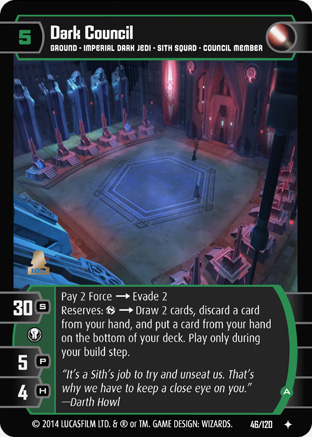 5
Dark Council
GROUND - IMPERIAL DARK JEDI - SITH SQUAD - COUNCIL MEMBER
30 S
5 P
4 H
Pay 2 Force → Evade 2
Reserves: → Draw 2 cards, discard a card
from your hand, and put a card from your hand
on the bottom of your deck. Play only during
your build step.
"It's a Sith's job to try and unseat us. That's
why we have to keep a close eye on you."
—Darth Howl
A
© 2014 LUCASFILM LTD. & ® OR TM. GAME DESIGN: WIZARDS.
46/120